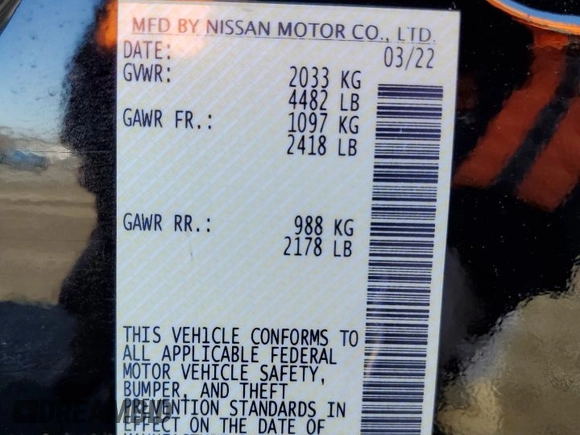 MFD BY NISSAN MOTOR CO., LTD.
DATE: 03/22
GVWR: 2033 KG
4482 LB
GAWR FR.: 1097 KG
2418 LB
GAWR RR.: 988 KG
2178 LB
THIS VEHICLE CONFORMS TO
ALL APPLICABLE FEDERAL
MOTOR VEHICLE SAFETY,
BUMPER, AND THEFT
PREVENTION STANDARDS IN
EFFECT ON THE DATE OF